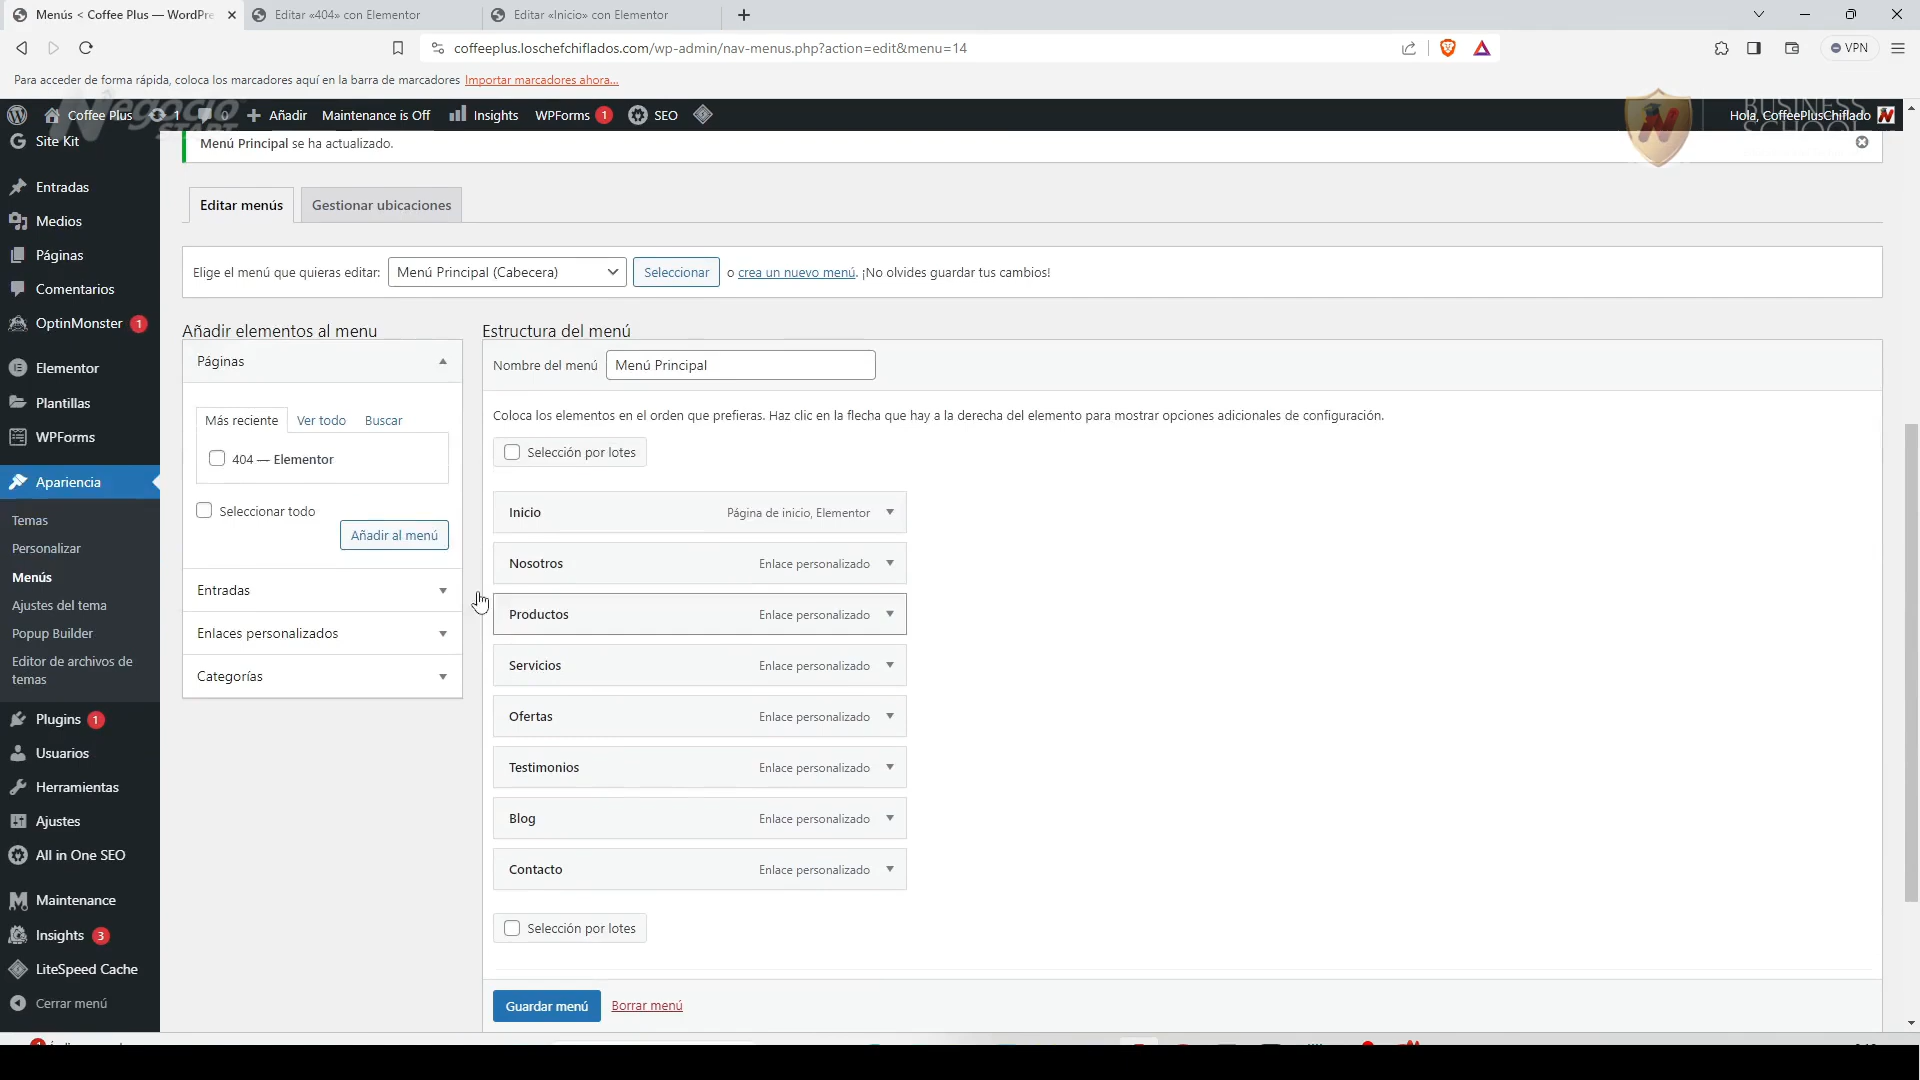 Menús < Coffee Plus — WordPre
Editar «404» con Elementor
Editar «Inicio» con Elementor
coffeeplus.loschefchiflados.com/wp-admin/nav-menus.php?action=edit&menu=14
VPN
Para acceder de forma rápida, coloca los marcadores aquí en la barra de marcadores Importar marcadores ahora...
Negocio
START
Coffee Plus 1 0 Añadir Maintenance is Off Insights WPForms 1 SEO
BUSINESS
SCHOOL
Hola, CoffeePlusChiflado
Site Kit
Entradas
Medios
Páginas
Comentarios
OptinMonster 1
Elementor
Plantillas
WPForms
Apariencia
Temas
Personalizar
Menús
Ajustes del tema
Popup Builder
Editor de archivos de
temas
Plugins 1
Usuarios
Herramientas
Ajustes
All in One SEO
Maintenance
Insights 3
LiteSpeed Cache
Cerrar menú
Menú Principal se ha actualizado.
Editar menús
Gestionar ubicaciones
Elige el menú que quieras editar: Menú Principal (Cabecera) Seleccionar o crea un nuevo menú. ¡No olvides guardar tus cambios!
Añadir elementos al menu
Páginas
Más reciente Ver todo Buscar
404 — Elementor
Seleccionar todo
Añadir al menú
Entradas
Enlaces personalizados
Categorías
Estructura del menú
Nombre del menú Menú Principal
Coloca los elementos en el orden que prefieras. Haz clic en la flecha que hay a la derecha del elemento para mostrar opciones adicionales de configuración.
Selección por lotes
Inicio Página de inicio, Elementor
Nosotros Enlace personalizado
Productos Enlace personalizado
Servicios Enlace personalizado
Ofertas Enlace personalizado
Testimonios Enlace personalizado
Blog Enlace personalizado
Contacto Enlace personalizado
Selección por lotes
Guardar menú Borrar menú